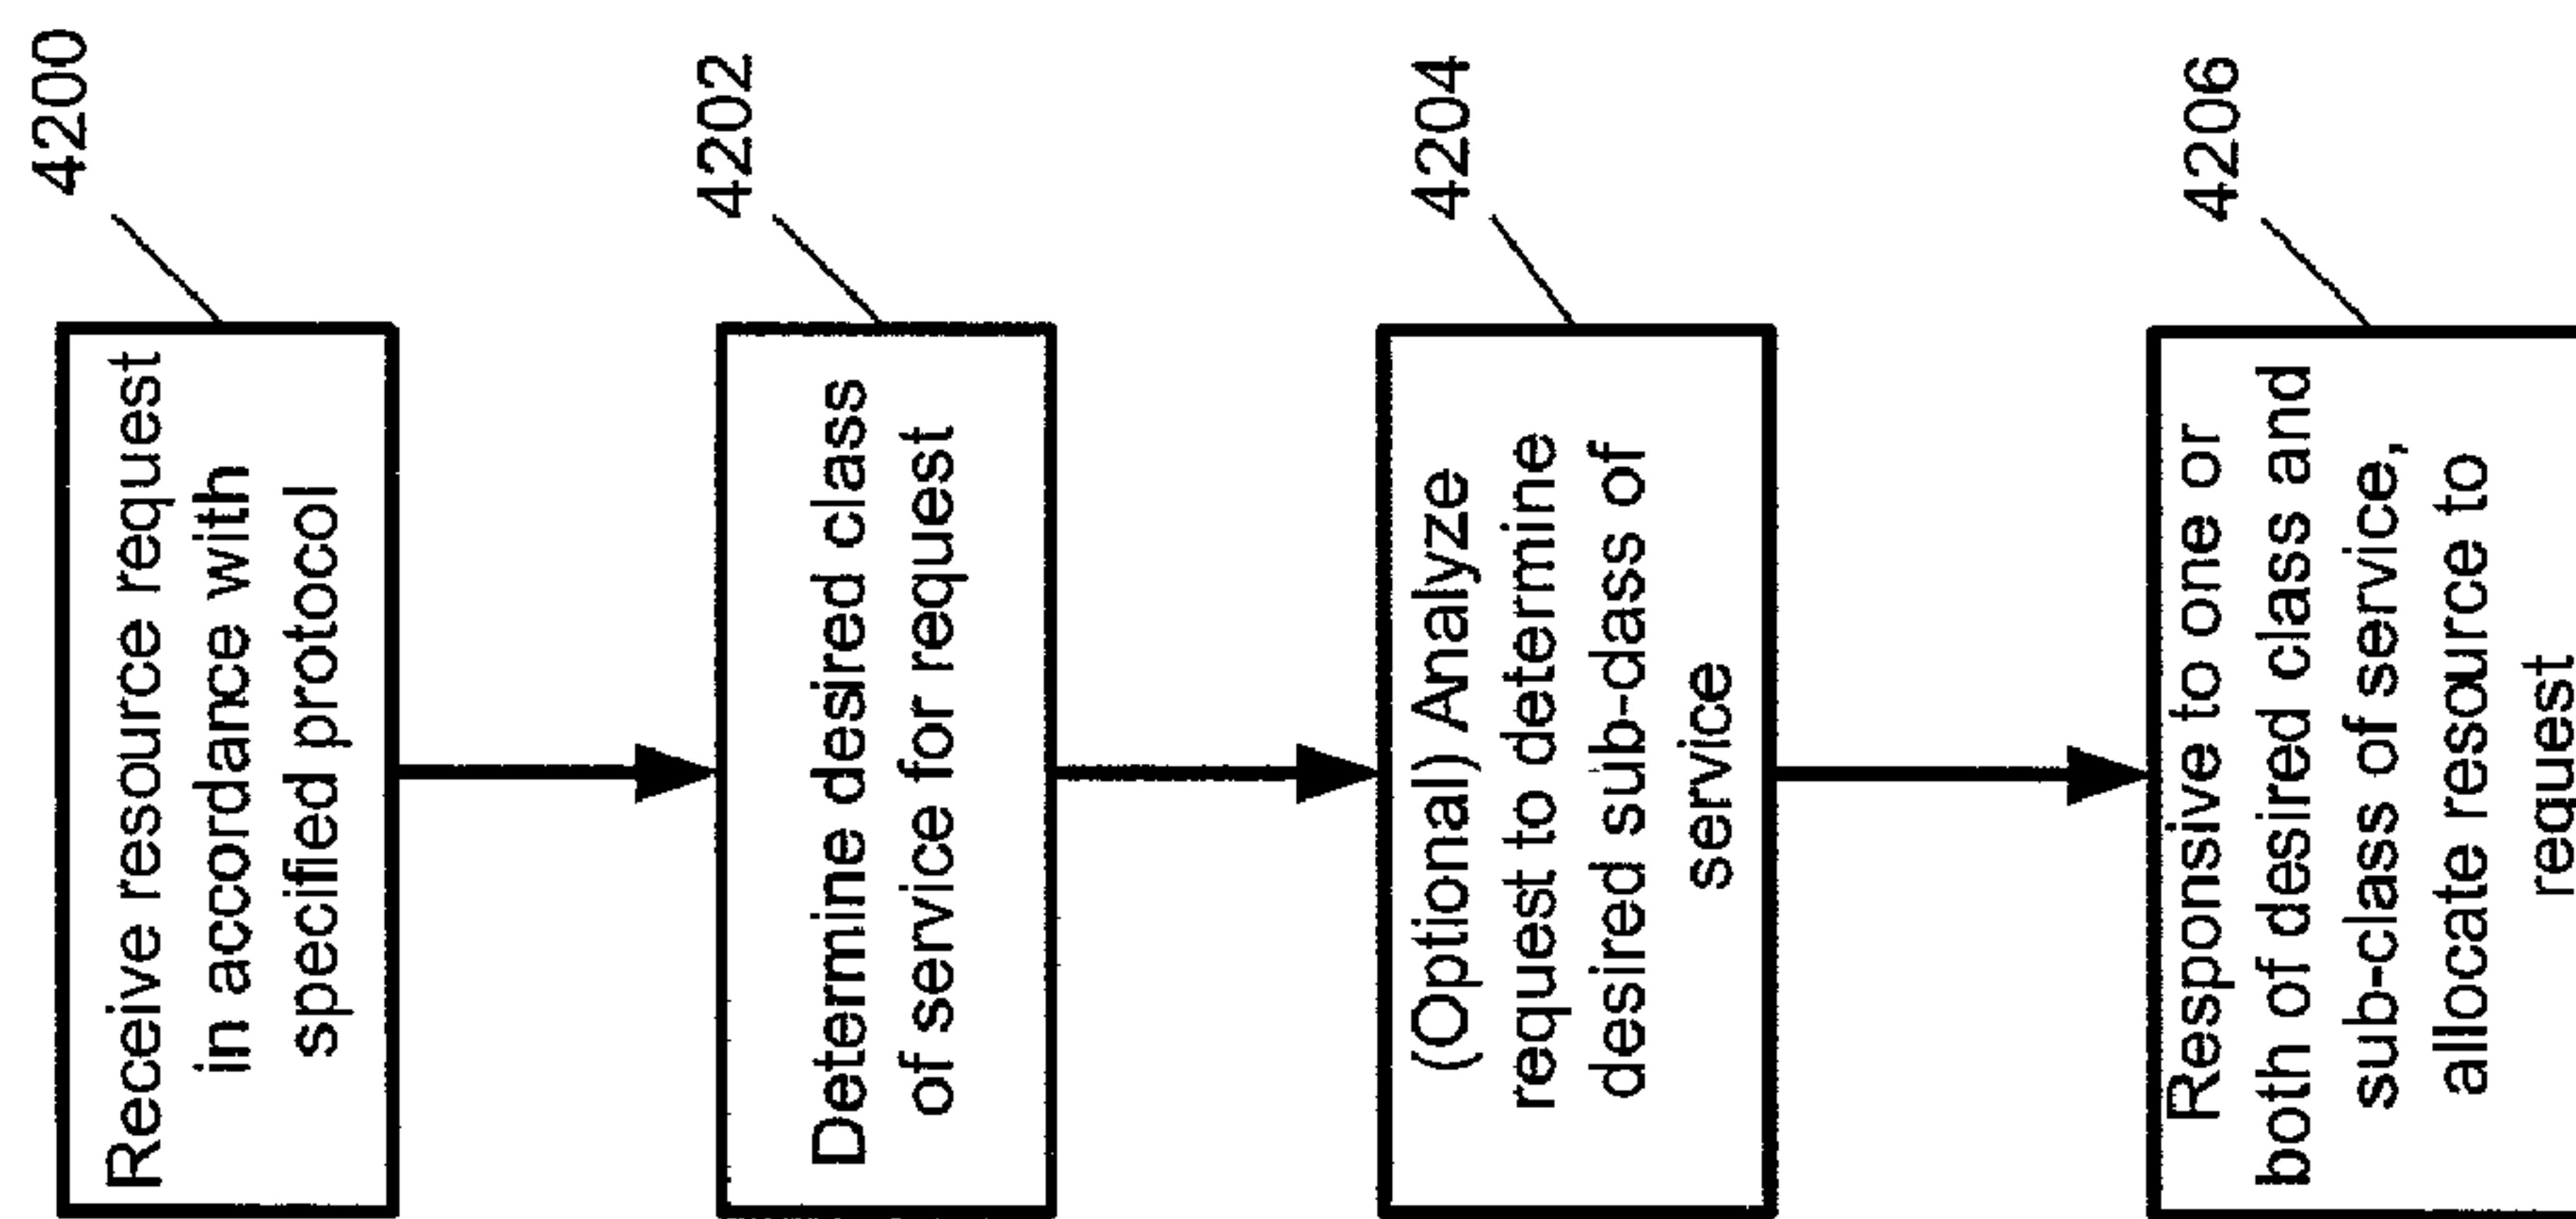 4200
Receive resource request
in accordance with
specified protocol
4202
Determine desired class
of service for request
4204
(Optional) Analyze
request to determine
desired sub-class of
service
4206
Responsive to one or
both of desired class and
sub-class of service,
allocate resource to
request